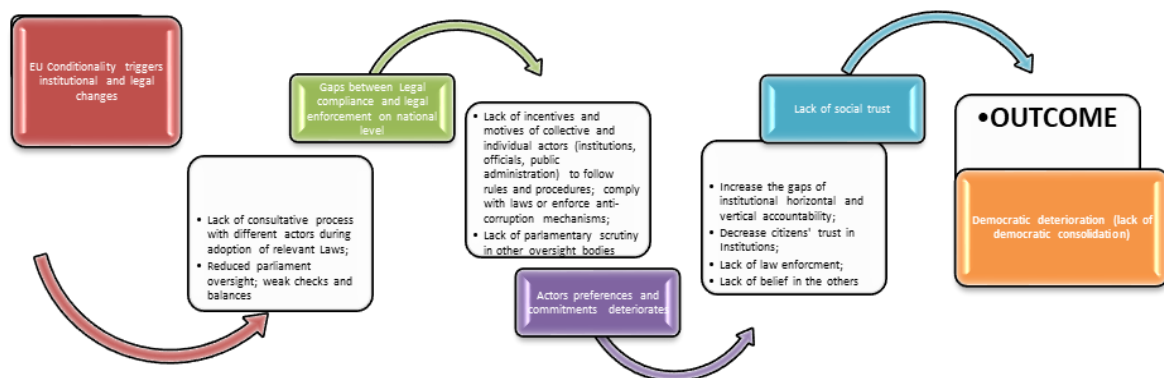 EU Conditionality triggers
institutional and legal
changes
• Lack of consultative process
with different actors during
adoption of relevant Laws;
• Reduced parliament
oversight; weak checks and
balances
Gaps between Legal
compliance and legal
enforcement on national
level
• Lack of incentives and
motives of collective and
individual actors (institutions,
officials, public
administration) to follow
rules and procedures; comply
with laws or enforce anti-
corruption mechanisms;
• Lack of parliamentary scrutiny
in other oversight bodies
Actors preferences and
commitments deteriorates
• Increase the gaps of
institutional horizontal and
vertical accountability;
• Decrease citizens' trust in
Institutions;
• Lack of law enforcment;
• Lack of belief in the others
Lack of social trust
•OUTCOME
Democratic deterioration (lack of
democratic consolidation)